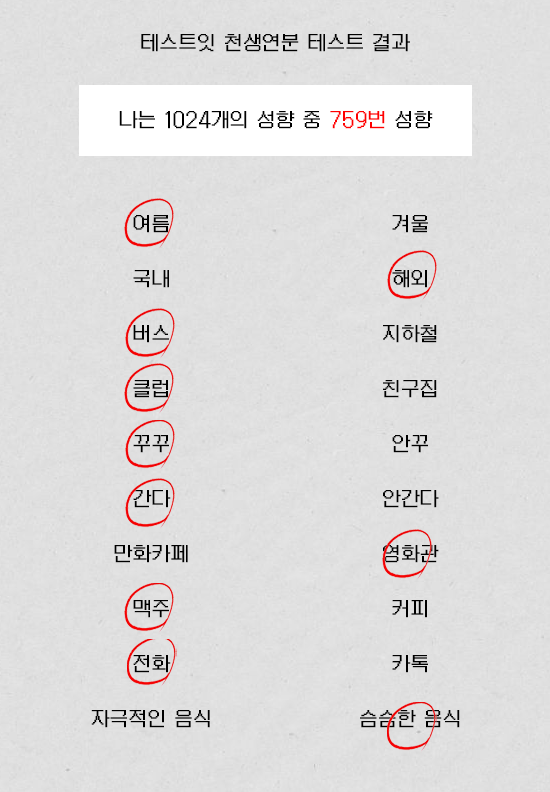 테스트잇 천생연분 테스트 결과
나는 1024개의 성향 중 759번 성향
여름 겨울
국내 해외
버스 지하철
클럽 친구집
꾸꾸 안꾸
간다 안간다
만화카페 영화관
맥주 커피
전화 카톡
자극적인 음식 슴슴한 음식